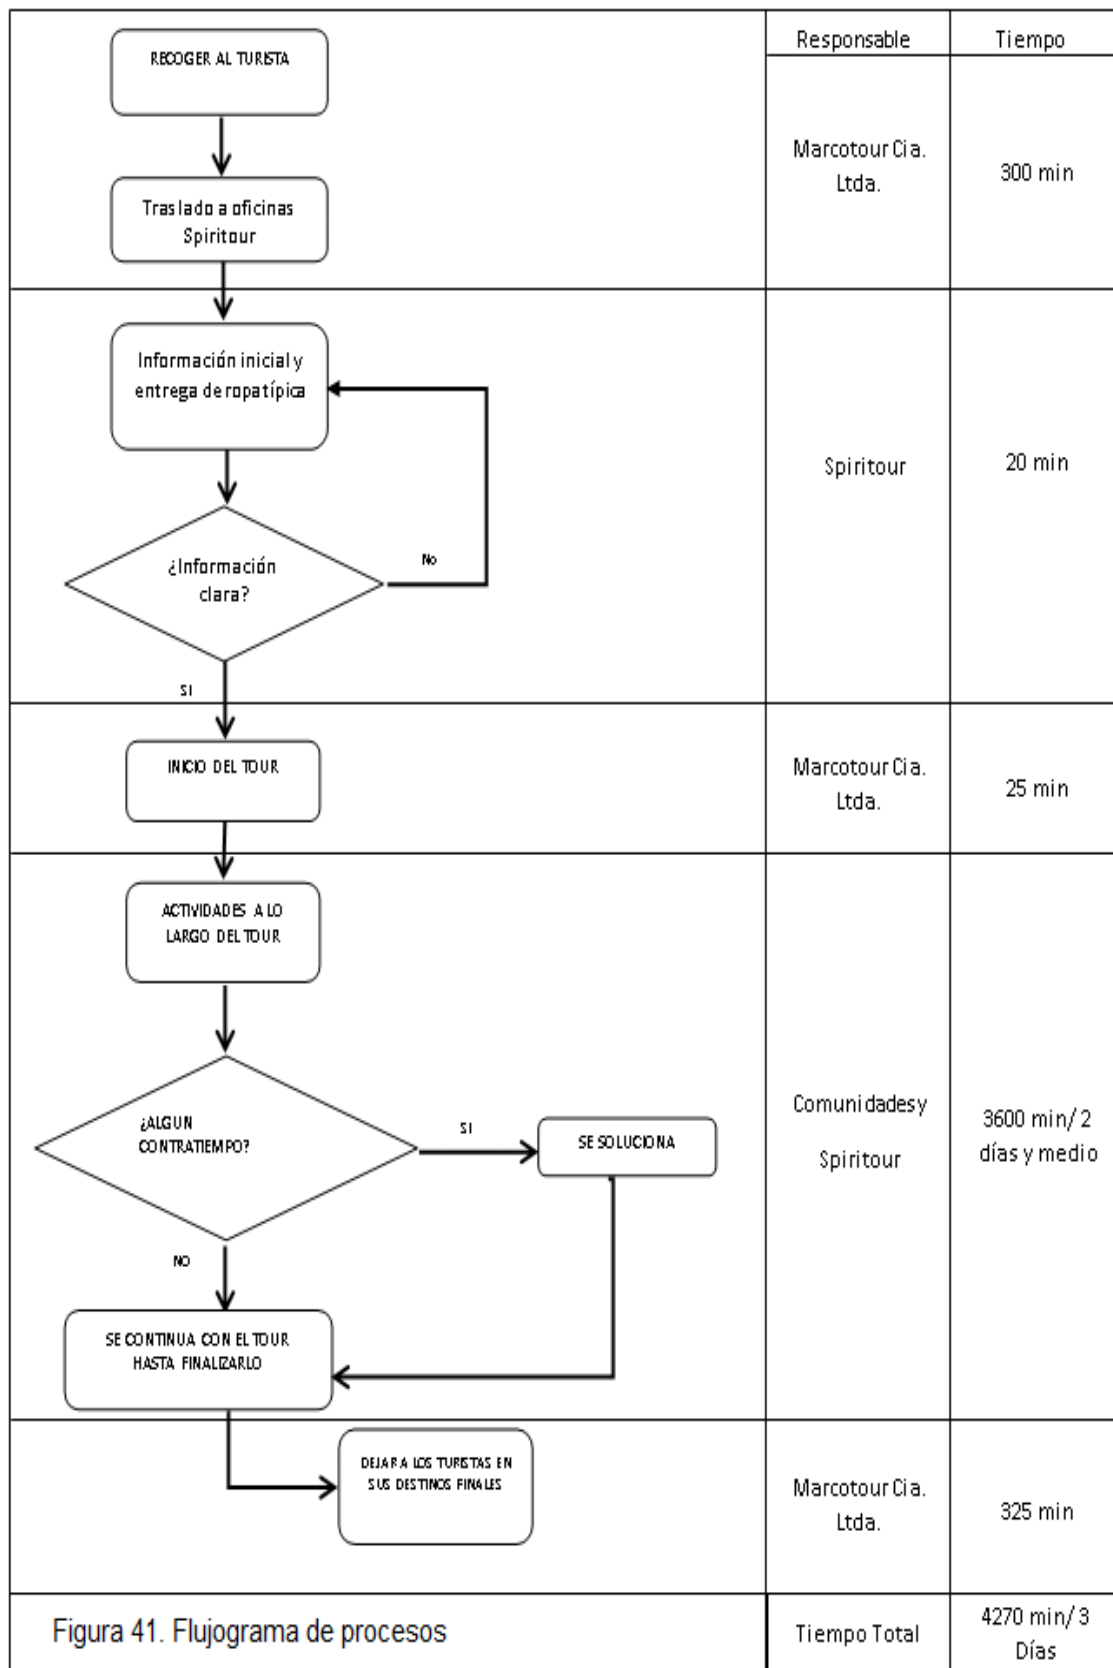 Responsable
Tiempo
RECOGER AL TURISTA
Traslado a oficinas
Spiritour
Marcotour Cia.
Ltda.
300 min
Información inicial y
entrega de ropa típica
¿Información
clara?
No
SI
Spiritour
20 min
INICIO DEL TOUR
Marcotour Cia.
Ltda.
25 min
ACTIVIDADES A LO
LARGO DEL TOUR
¿ALGUN
CONTRATIEMPO?
SI
SE SOLUCIONA
NO
SE CONTINUA CON EL TOUR
HASTA FINALIZARLO
Comunidades y
Spiritour
3600 min/ 2
días y medio
DEJAR A LOS TURISTAS EN
SUS DESTINOS FINALES
Marcotour Cia.
Ltda.
325 min
Figura 41. Flujograma de procesos
Tiempo Total
4270 min/ 3
Días